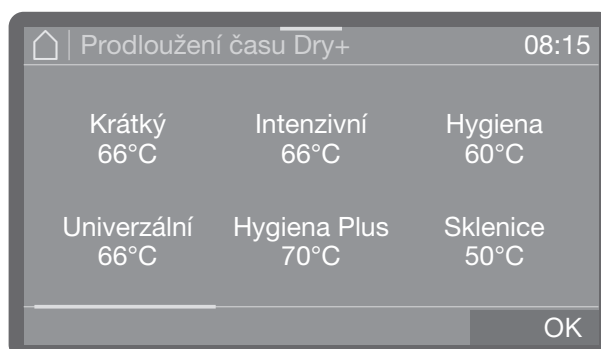 Prodloužení času Dry+ 08:15
Krátký Intenzivní Hygiena
66°C 66°C 60°C
Univerzální Hygiena Plus Sklenice
66°C 70°C 50°C
OK